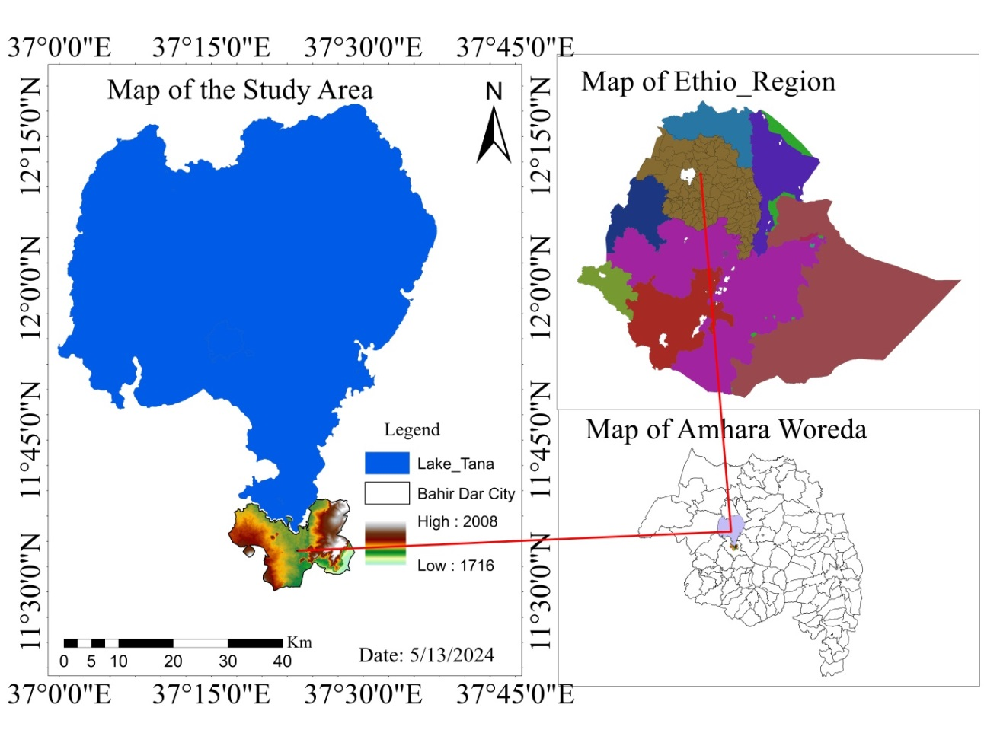 37°0'0"E 37°15'0"E 37°30'0"E 37°45'0"E
Map of the Study Area
N
12°15'0"N
12°0'0"N
11°45'0"N
11°30'0"N
12°15'0"N
12°0'0"N
11°45'0"N
11°30'0"N
Legend
Lake_Tana
Bahir Dar City
High : 2008
Low : 1716
Km
0 5 10 20 30 40
Date: 5/13/2024
37°0'0"E 37°15'0"E 37°30'0"E 37°45'0"E
Map of Ethio_Region
Map of Amhara Woreda